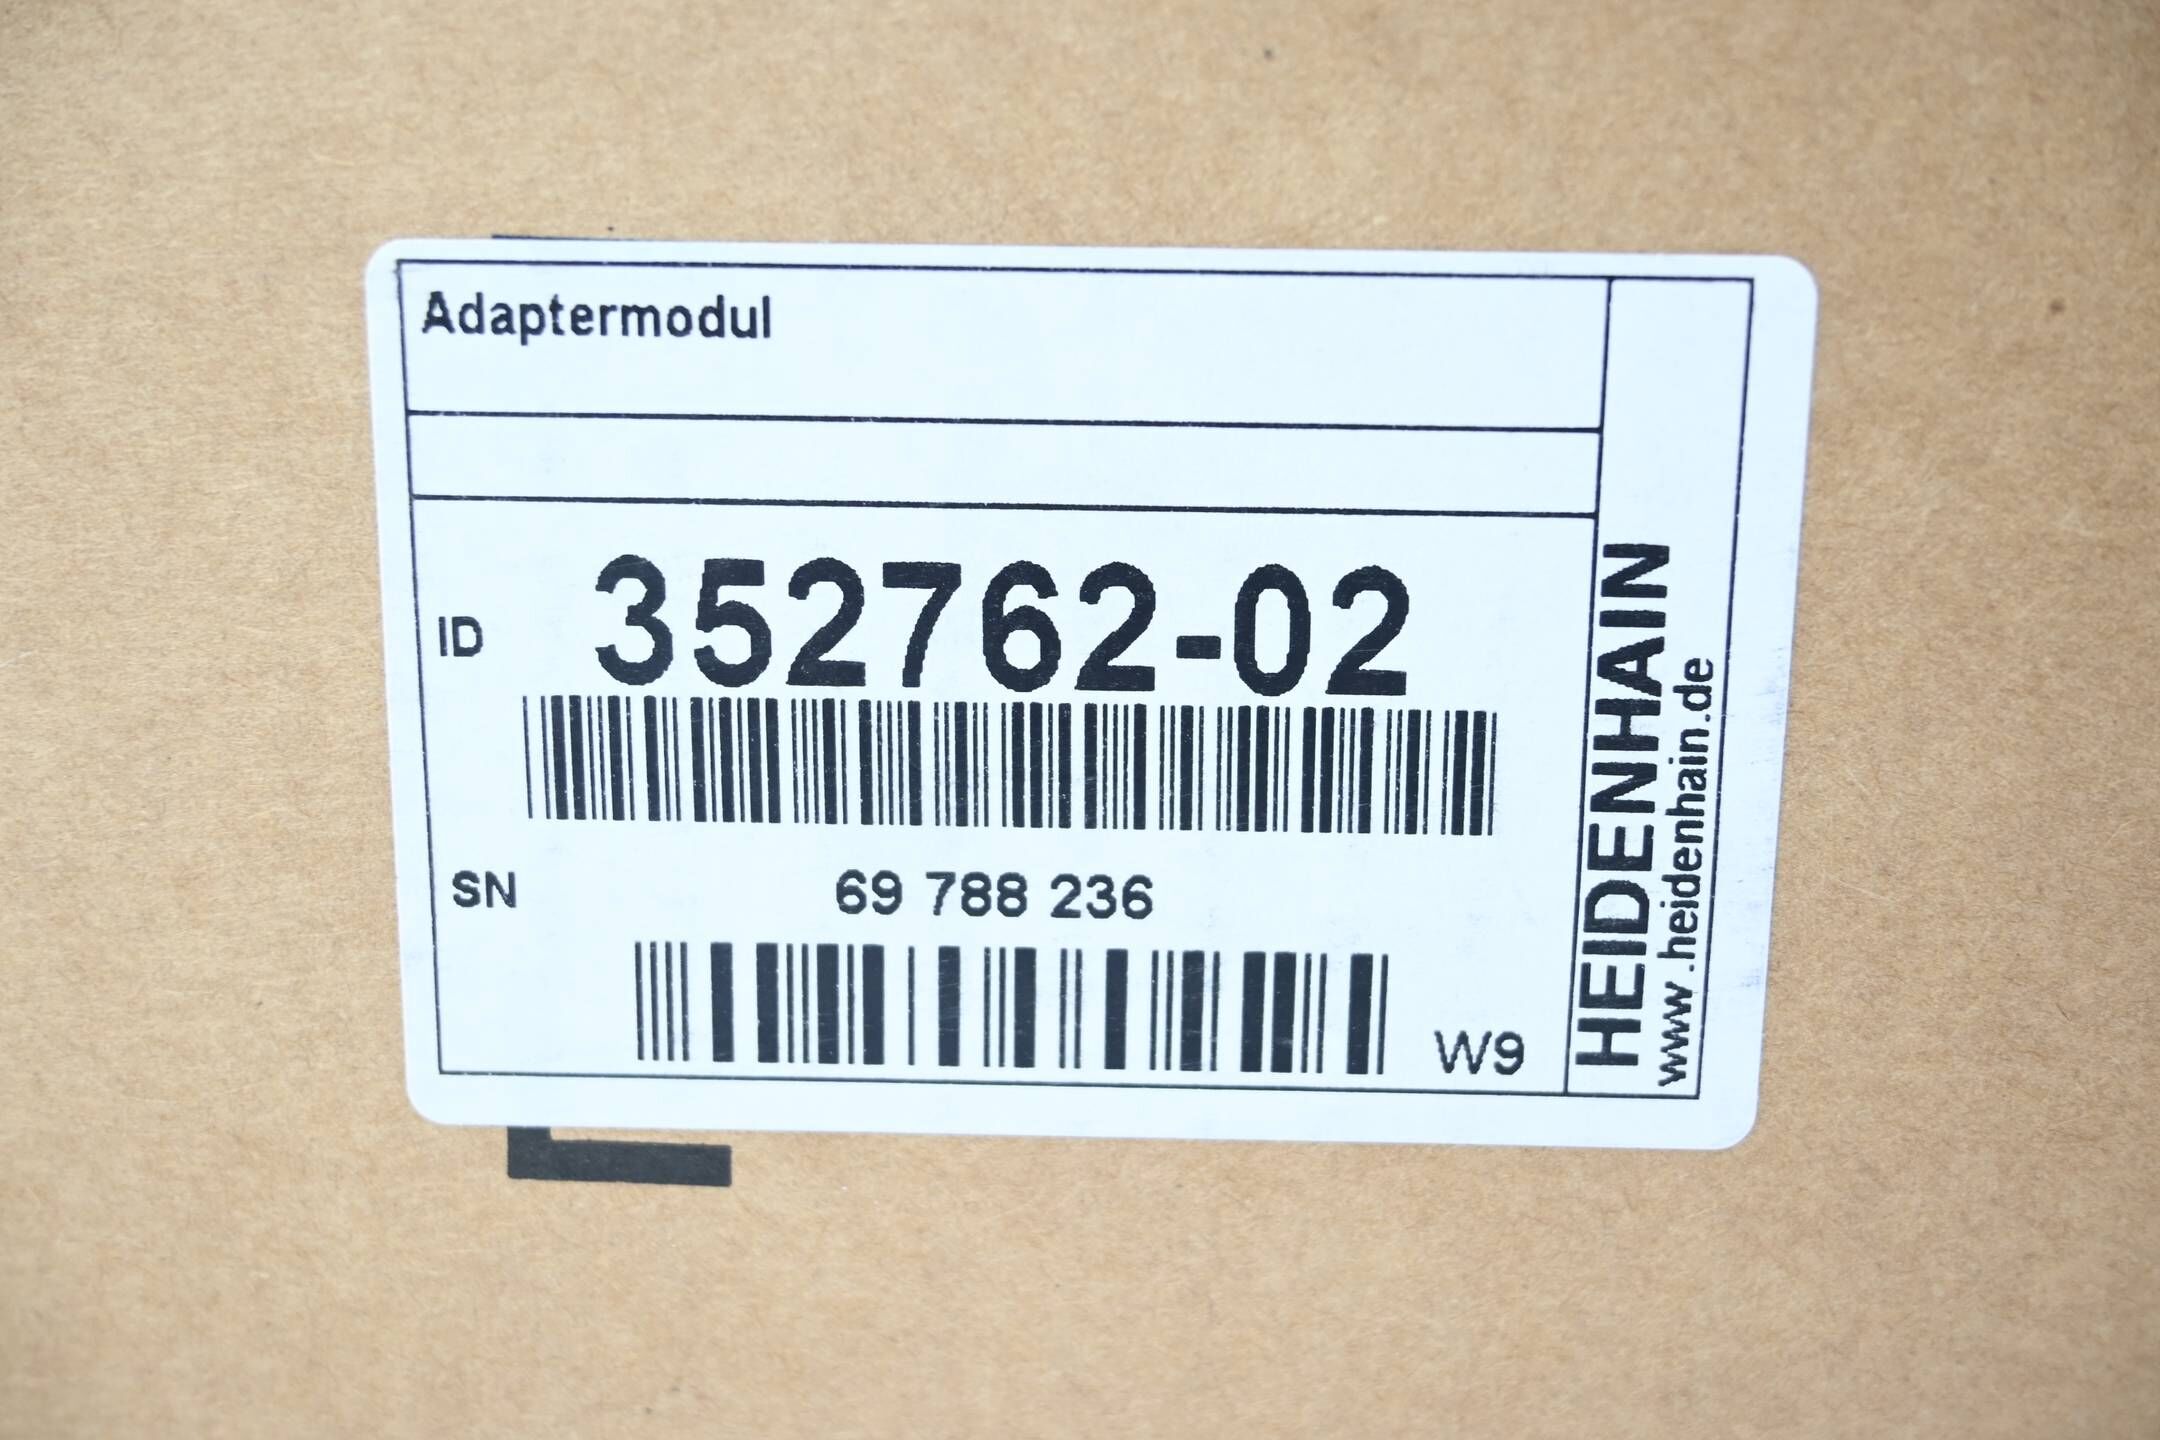 Adaptermodul
ID 352762-02
SN 69 788 236
W9
HEIDENHAIN
www.heidenhain.de